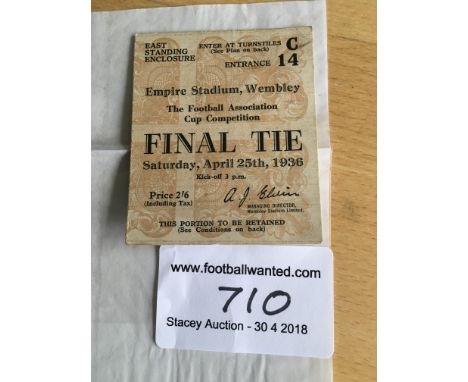 EAST
STANDING
ENCLOSURE
ENTER AT TURNSTILES
(See Plan on back)
C
ENTRANCE 14
Empire Stadium, Wembley
The Football Association
Cup Competition
FINAL TIE
Saturday, April 25th, 1936
Kick-off 3 p.m.
Price 2/6
(Including Tax)
A. J. Elvin
MANAGING DIRECTOR,
Wembley Stadium Limited.
THIS PORTION TO BE RETAINED
(See Conditions on back)
www.footballwanted.com
710
Stacey Auction - 30 4 2018